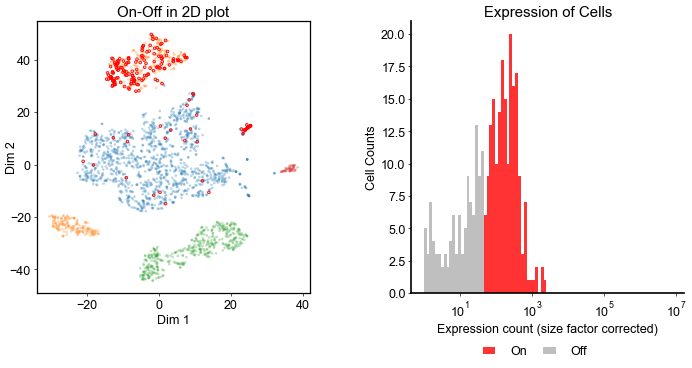 On-Off in 2D plot
Dim 2
40
20
0
−20
−40
−20
0
20
40
Dim 1
Expression of Cells
Cell Counts
20.0
17.5
15.0
12.5
10.0
7.5
5.0
2.5
0.0
10¹
10³
10⁵
10⁷
Expression count (size factor corrected)
On
Off